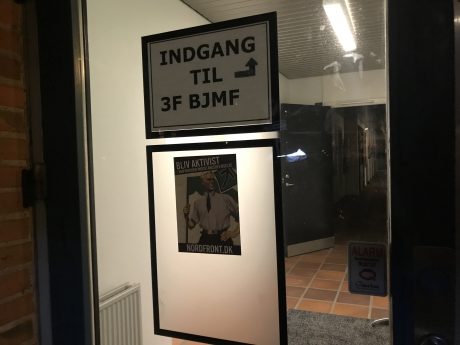 INDGANG
TIL
3F BJMF
BLIV AKTIVIST
NORDFRONT.DK
ALARM